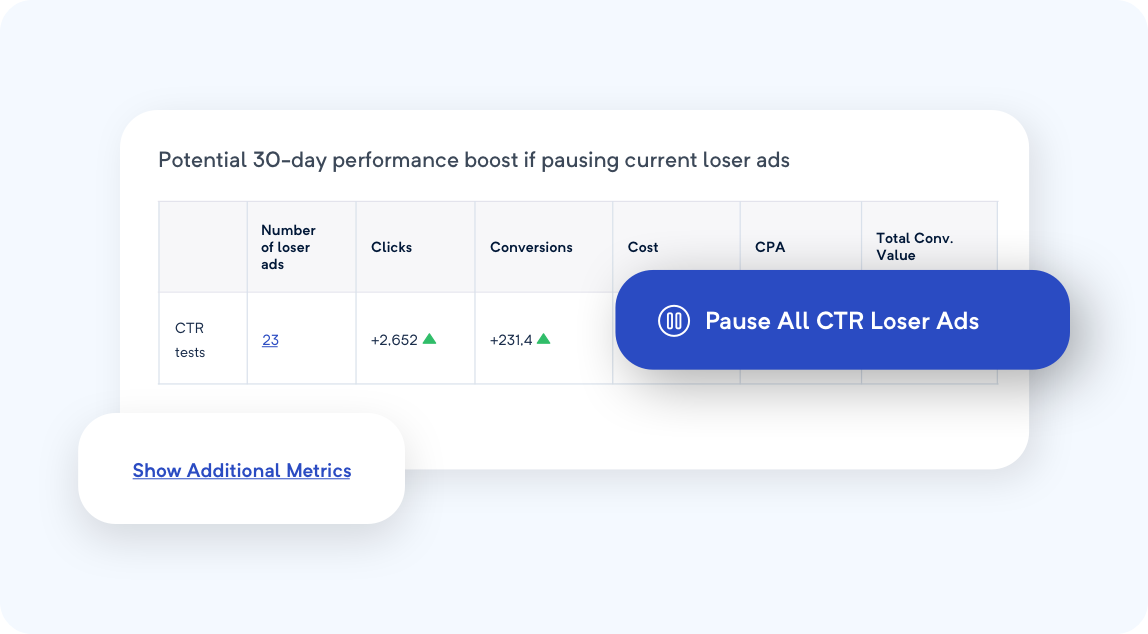 Potential 30-day performance boost if pausing current loser ads
Number
of loser
ads
Clicks
Conversions
Cost
CPA
Total Conv.
Value
CTR
tests
23
+2,652
+231.4
Pause All CTR Loser Ads
Show Additional Metrics